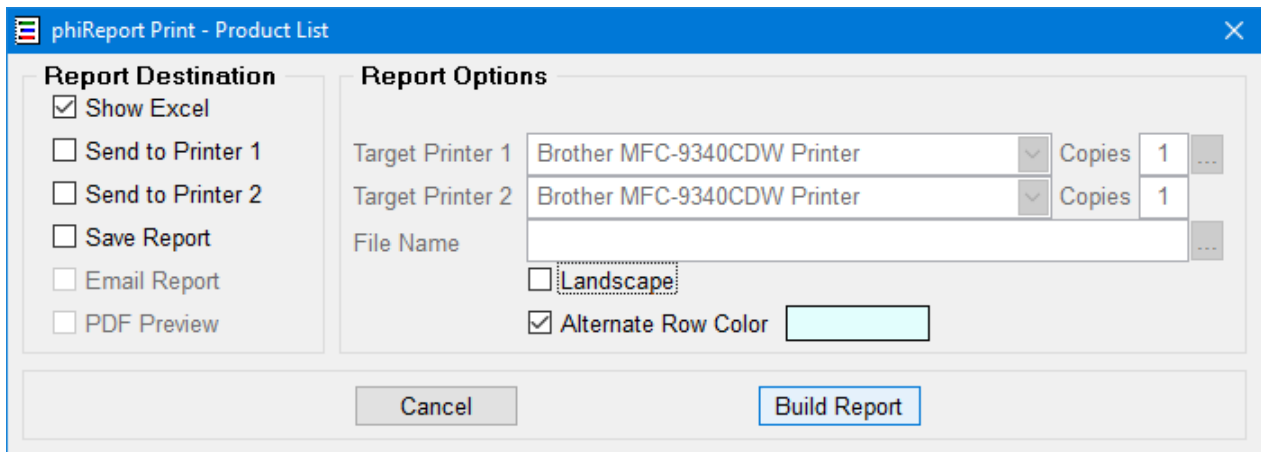 phiReport Print - Product List
Report Destination
Show Excel
Send to Printer 1
Send to Printer 2
Save Report
Email Report
PDF Preview
Report Options
Target Printer 1 Brother MFC-9340CDW Printer Copies 1 ...
Target Printer 2 Brother MFC-9340CDW Printer Copies 1
File Name ...
Landscape
Alternate Row Color
Cancel Build Report